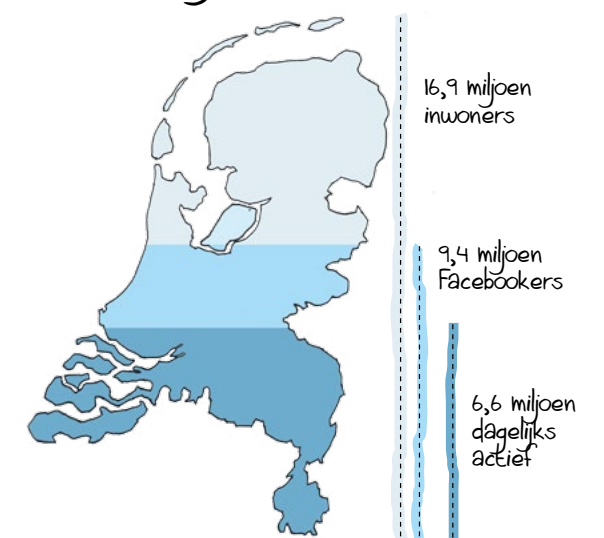 16,9 miljoen
inwoners
9,4 miljoen
Facebookers
6,6 miljoen
dagelijks
actief